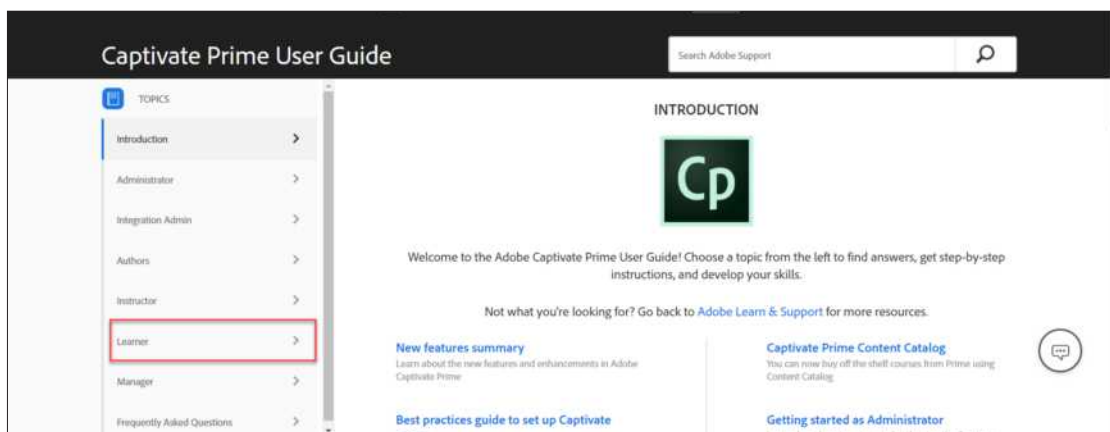 Captivate Prime User Guide
Search Adobe Support
TOPICS
Introduction
Administrator
Integration Admin
Authors
Instructor
Learner
Manager
Frequently Asked Questions
INTRODUCTION
Cp
Welcome to the Adobe Captivate Prime User Guide! Choose a topic from the left to find answers, get step-by-step
instructions, and develop your skills.
Not what you're looking for? Go back to Adobe Learn & Support for more resources.
New features summary
Learn about the new features and enhancements in Adobe
Captivate Prime
Best practices guide to set up Captivate
Captivate Prime Content Catalog
You can now buy off the shelf courses from Prime using
Content Catalog
Getting started as Administrator